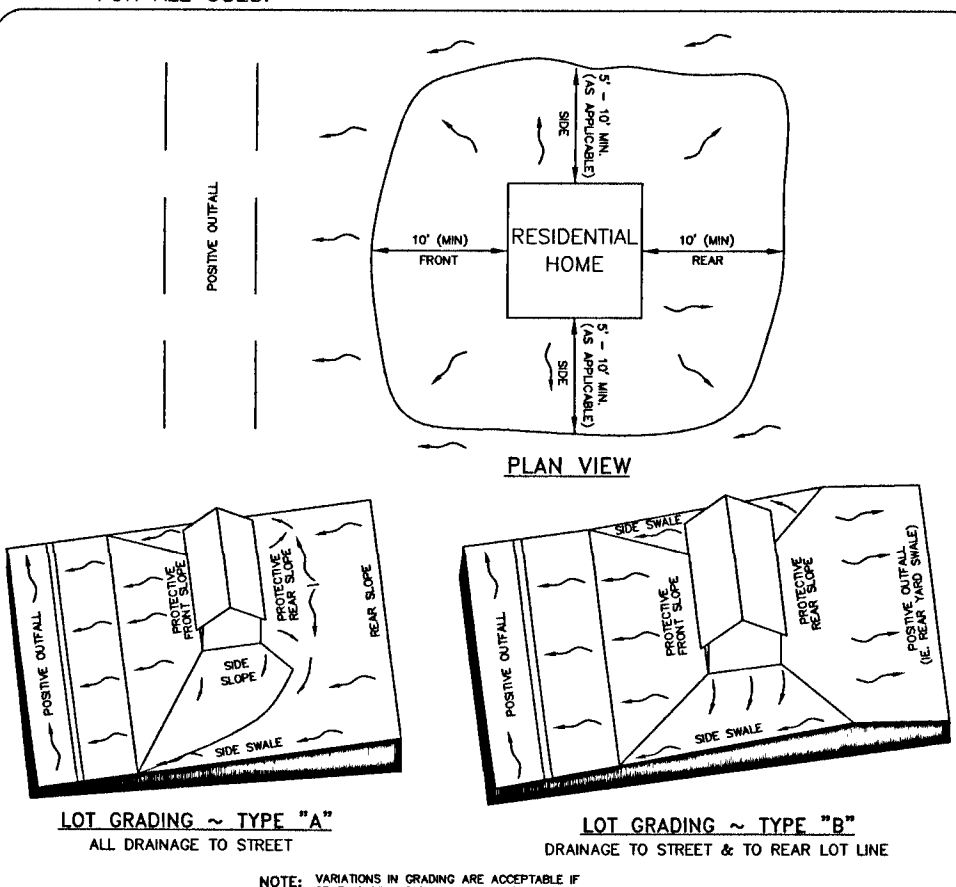 POSITIVE OUTFALL
5' - 10' MIN.
(AS APPLICABLE)
SIDE
10' (MIN)
FRONT
RESIDENTIAL
HOME
10' (MIN)
REAR
5' - 10' MIN.
(AS APPLICABLE)
SIDE
PLAN VIEW
POSITIVE OUTFALL
PROTECTIVE
FRONT SLOPE
PROTECTIVE
REAR SLOPE
REAR SLOPE
SIDE
SLOPE
SIDE SWALE
LOT GRADING ~ TYPE "A"
ALL DRAINAGE TO STREET
POSITIVE OUTFALL
SIDE SWALE
PROTECTIVE
FRONT SLOPE
PROTECTIVE
REAR SLOPE
POSITIVE OUTFALL
(IE. REAR YARD SWALE)
SIDE SWALE
LOT GRADING ~ TYPE "B"
DRAINAGE TO STREET & TO REAR LOT LINE
NOTE: VARIATIONS IN GRADING ARE ACCEPTABLE IF